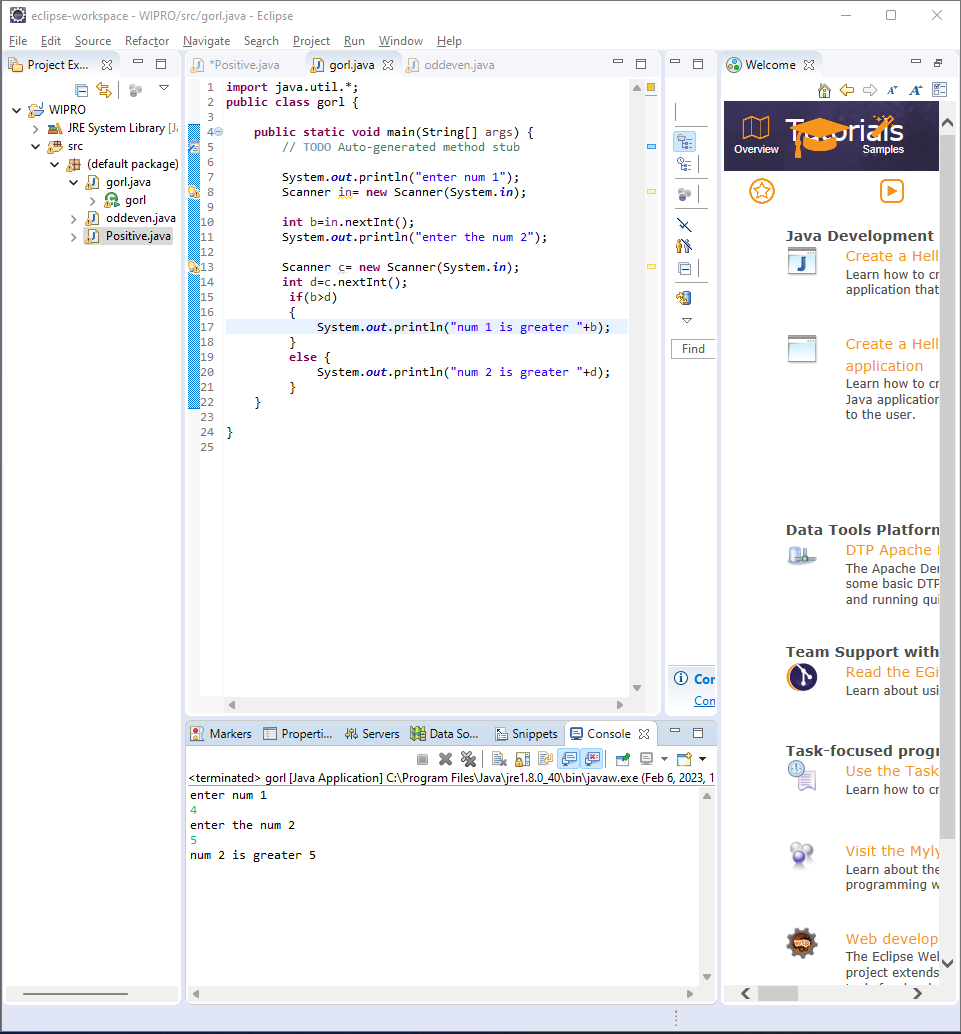 eclipse-workspace - WIPRO/src/gorl.java - Eclipse
File Edit Source Refactor Navigate Search Project Run Window Help
Project Ex...
WIPRO
JRE System Library [
src
(default package)
gorl.java
gorl
oddeven.java
Positive.java
*Positive.java gorl.java oddeven.java
1 import java.util.*;
2 public class gorl {
3
4 public static void main(String[] args) {
5 // TODO Auto-generated method stub
6
7 System.out.println("enter num 1");
8 Scanner in= new Scanner(System.in);
9
10 int b=in.nextInt();
11 System.out.println("enter the num 2");
12
13 Scanner c= new Scanner(System.in);
14 int d=c.nextInt();
15 if(b>d)
16 {
17 System.out.println("num 1 is greater "+b);
18 }
19 else {
20 System.out.println("num 2 is greater "+d);
21 }
22 }
23
24 }
25
Find
Cor
Con
Welcome
Overview
Tutorials
Samples
Java Development
Create a Hell
Learn how to cr
application that
Create a Hell
application
Learn how to cr
Java application
to the user.
Data Tools Platform
DTP Apache
The Apache Der
some basic DTP
and running qui
Team Support with
Read the EGi
Learn about usi
Task-focused progr
Use the Task
Learn how to cr
Visit the Myly
Learn about the
programming w
Web develop
The Eclipse Wel
project extends
Markers Properti... Servers Data So... Snippets Console
<terminated> gorl [Java Application] C:\Program Files\Java\jre1.8.0_40\bin\javaw.exe (Feb 6, 2023, 1
enter num 1
4
enter the num 2
5
num 2 is greater 5